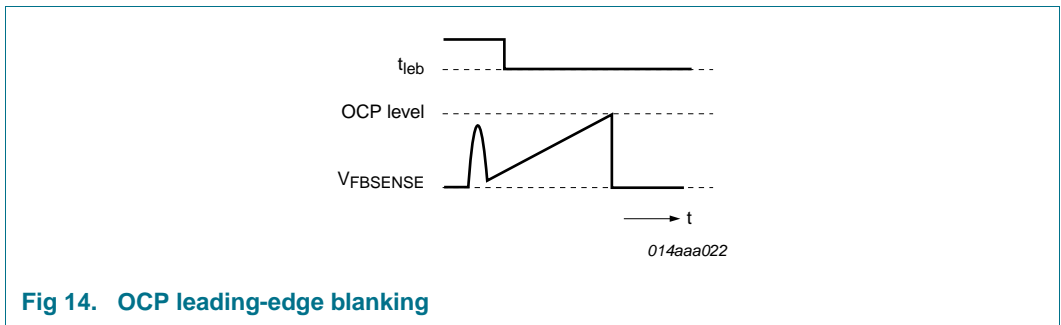 tleb
OCP level
VFBSENSE
t
014aaa022
Fig 14. OCP leading-edge blanking